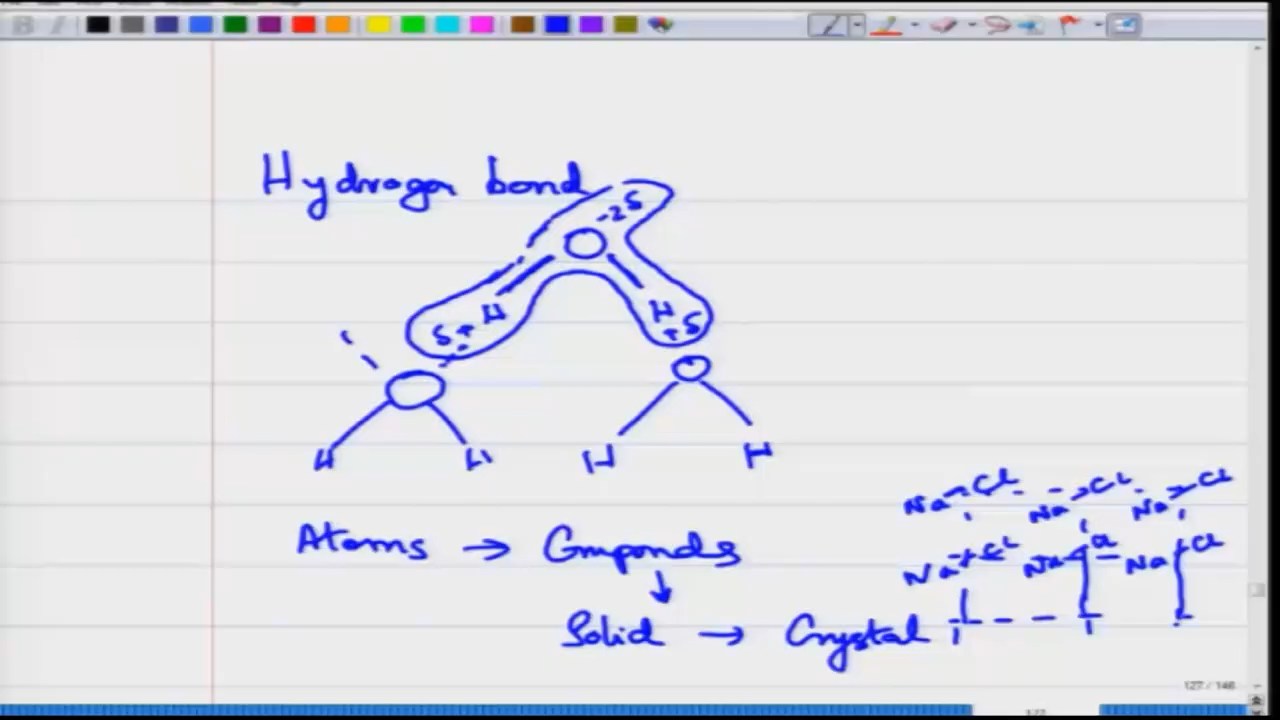 Hydrogen bond
-2δ
H H
δ+ +δ
H H H H
Na Cl Na Cl Na Cl
Atoms → Componds
Na Cl Na Cl Na Cl
Solid → Crystal
127 / 146